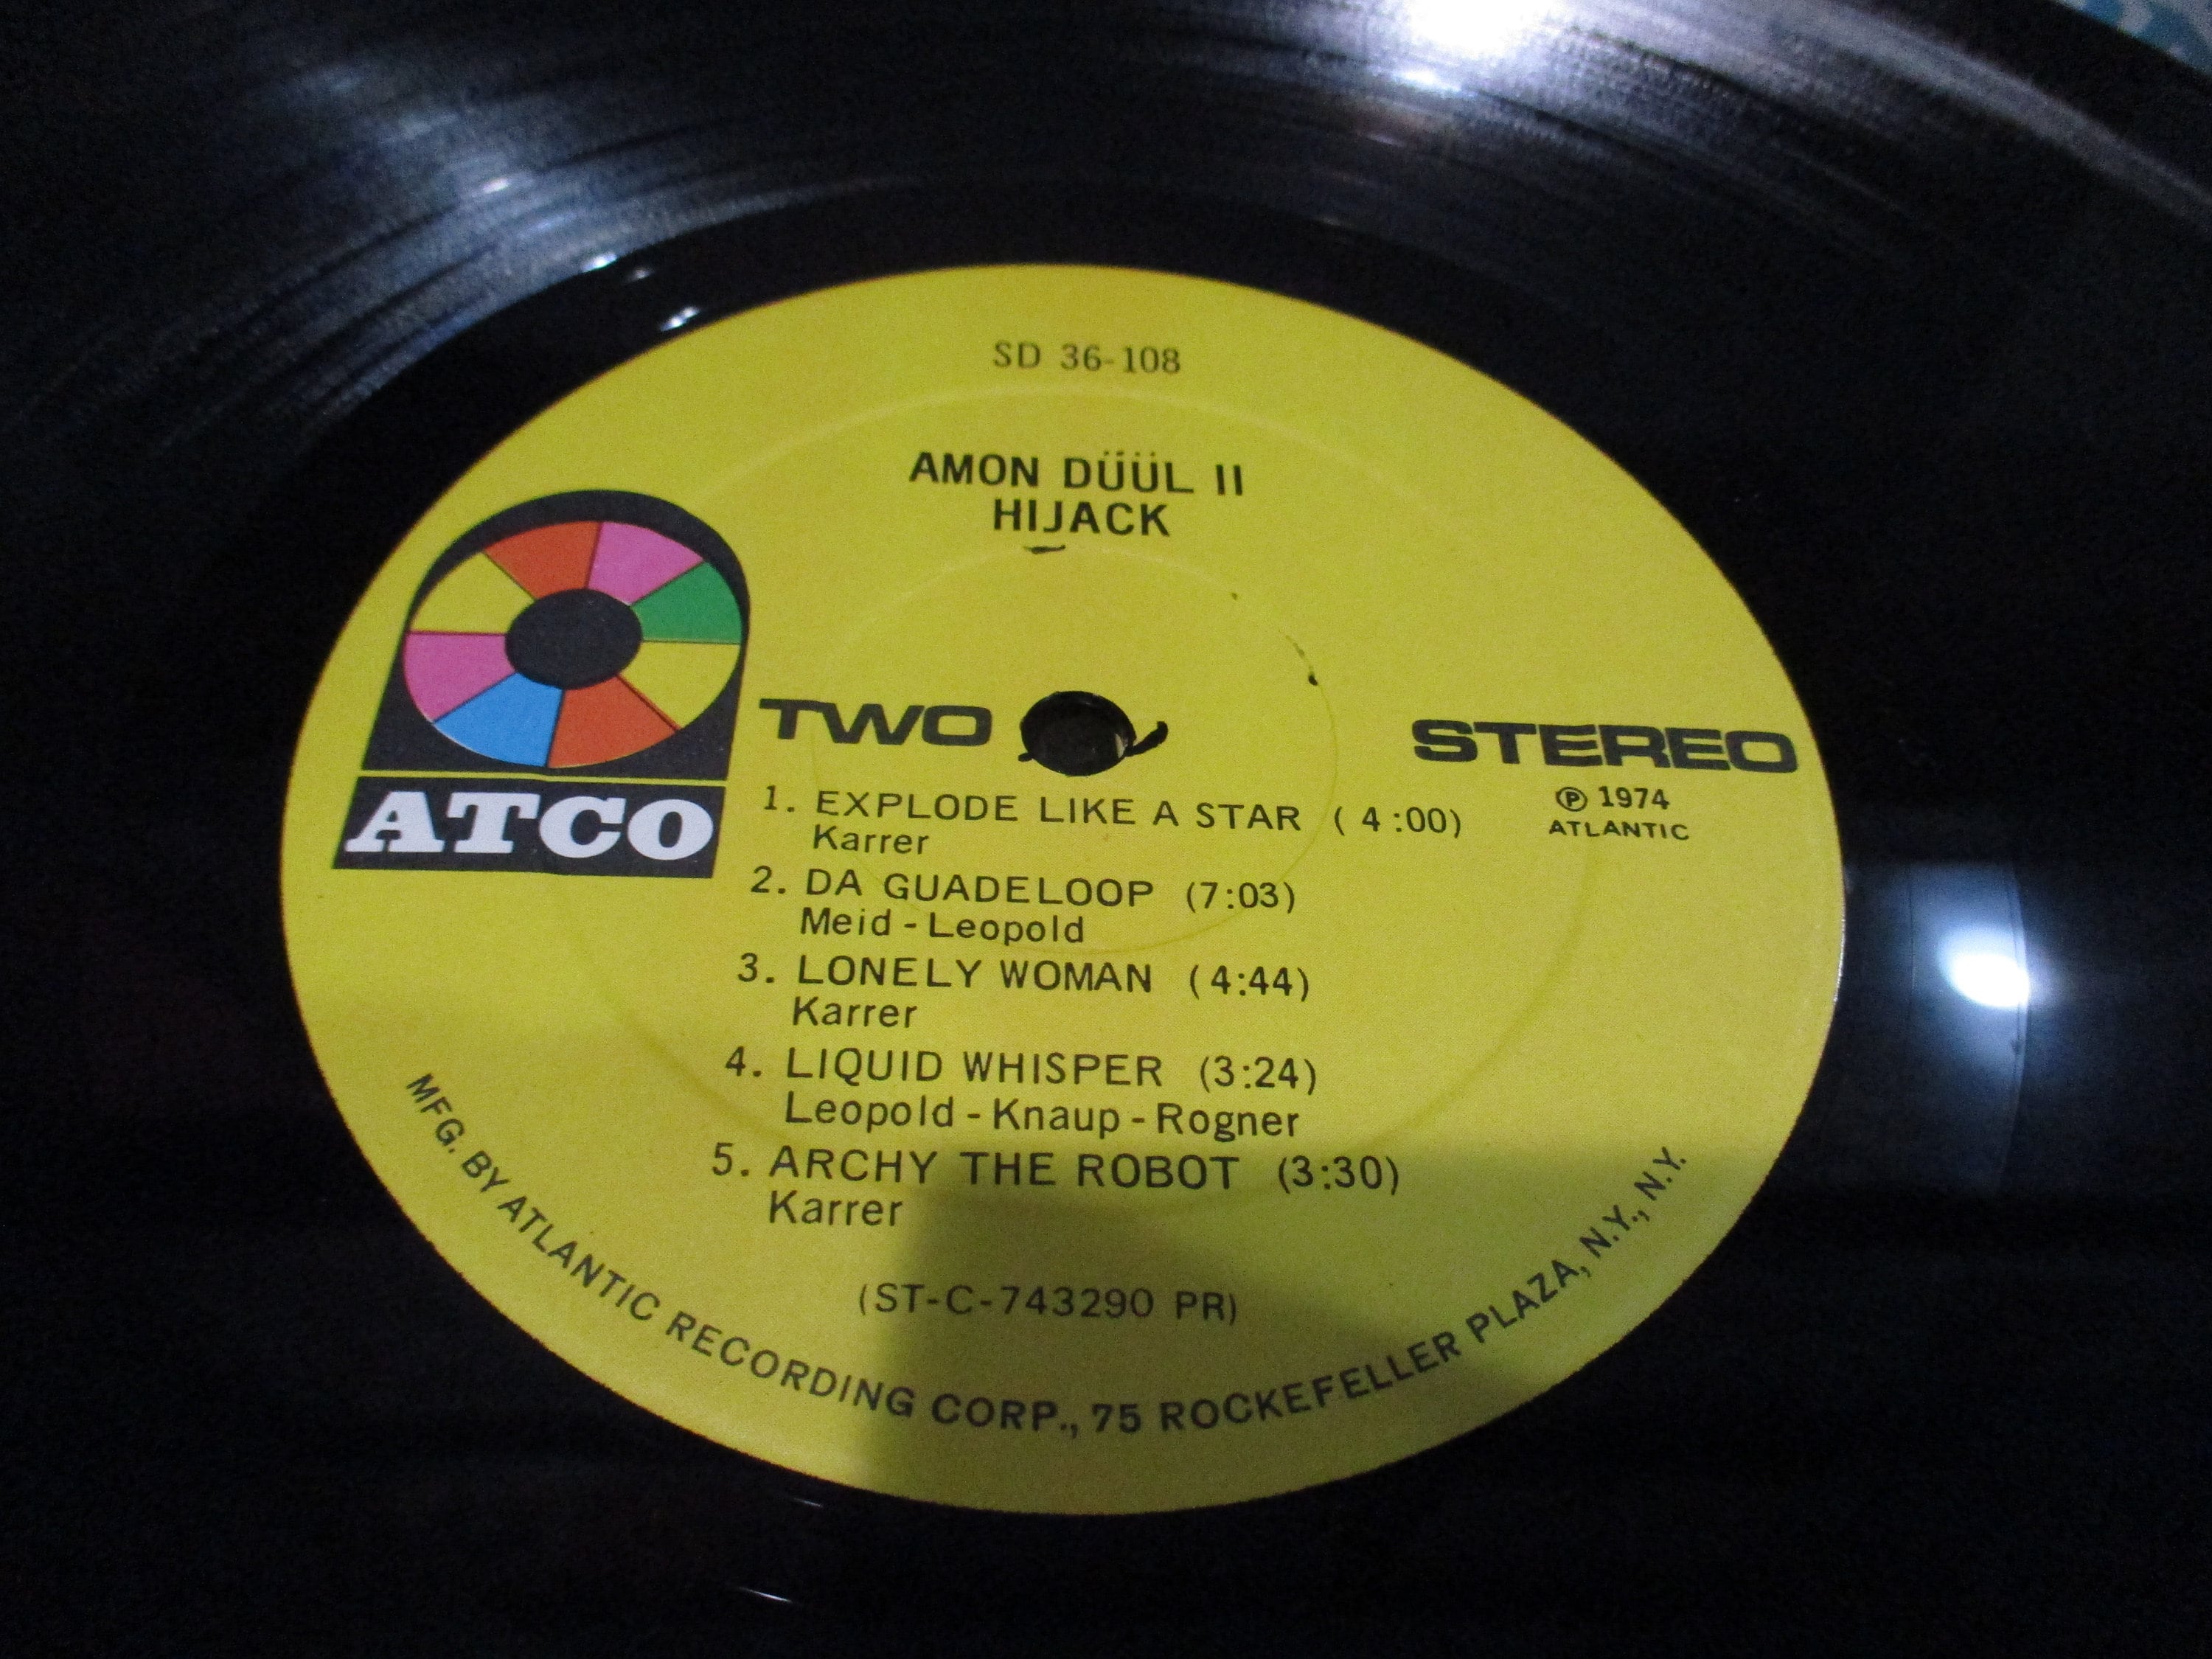 SD 36-108
AMON DÜÜL II
HIJACK
ATCO
TWO
STEREO
℗ 1974
ATLANTIC
1. EXPLODE LIKE A STAR ( 4 :00)
Karrer
2. DA GUADELOOP (7:03)
Meid - Leopold
3. LONELY WOMAN ( 4:44)
Karrer
4. LIQUID WHISPER (3:24)
Leopold - Knaup - Rogner
5. ARCHY THE ROBOT (3:30)
Karrer
(ST-C-743290 PR)
MFG. BY ATLANTIC RECORDING CORP., 75 ROCKEFELLER PLAZA, N.Y., N.Y.